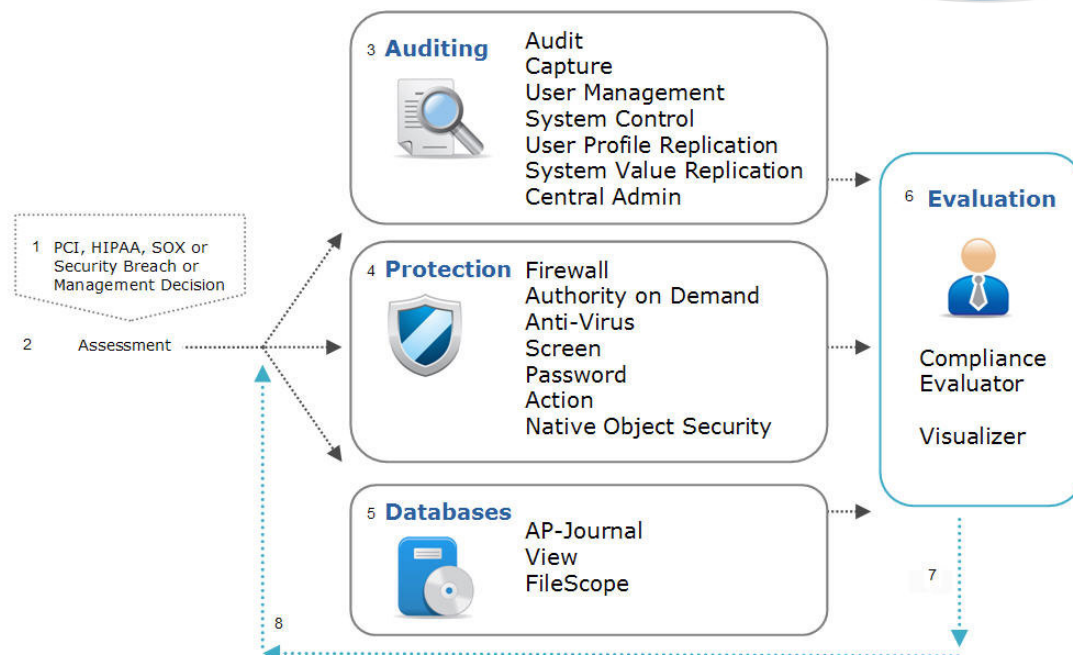 3 Auditing
Audit
Capture
User Management
System Control
User Profile Replication
System Value Replication
Central Admin
1 PCI, HIPAA, SOX or
Security Breach or
Management Decision
2 Assessment
4 Protection
Firewall
Authority on Demand
Anti-Virus
Screen
Password
Action
Native Object Security
5 Databases
AP-Journal
View
FileScope
6 Evaluation
Compliance
Evaluator
Visualizer
7
8